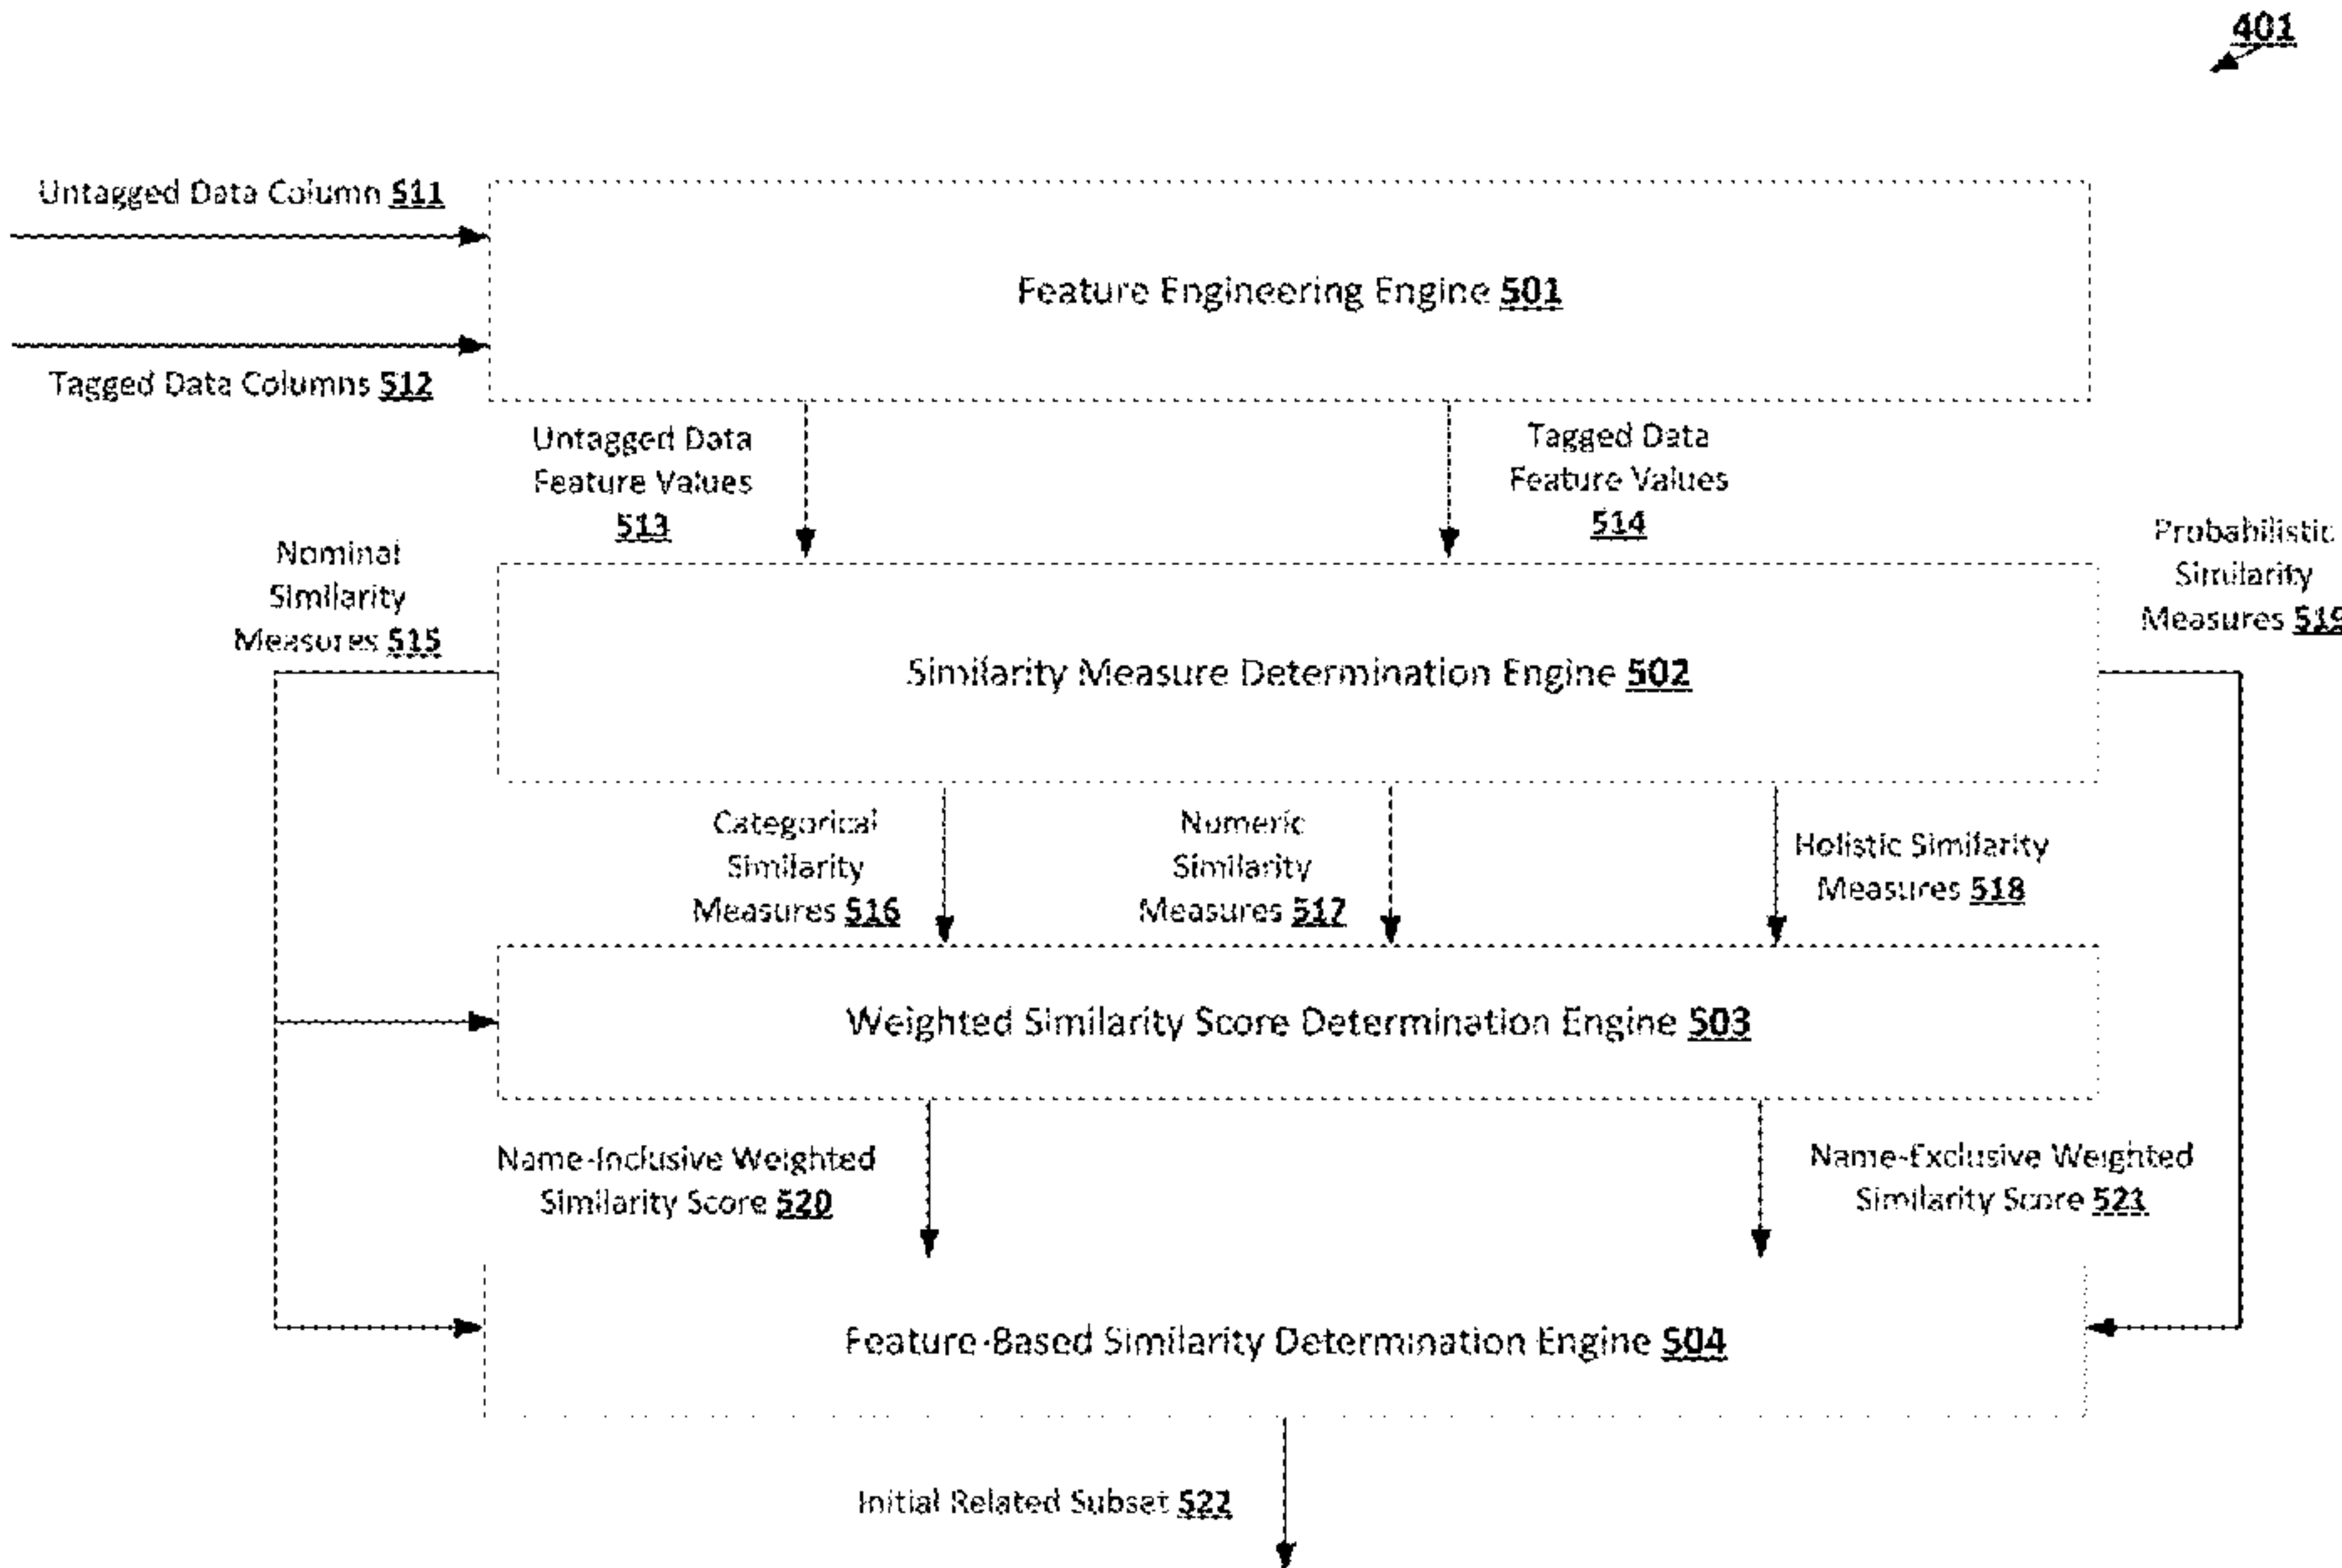 401
Untagged Data Column 511
Feature Engineering Engine 501
Tagged Data Columns 512
Untagged Data
Feature Values
513
Tagged Data
Feature Values
514
Nominal
Similarity
Measures 515
Probabilistic
Similarity
Measures 519
Similarity Measure Determination Engine 502
Categorical
Similarity
Measures 516
Numeric
Similarity
Measures 517
Holistic Similarity
Measures 518
Weighted Similarity Score Determination Engine 503
Name-Inclusive Weighted
Similarity Score 520
Name-Exclusive Weighted
Similarity Score 521
Feature-Based Similarity Determination Engine 504
Initial Related Subset 522